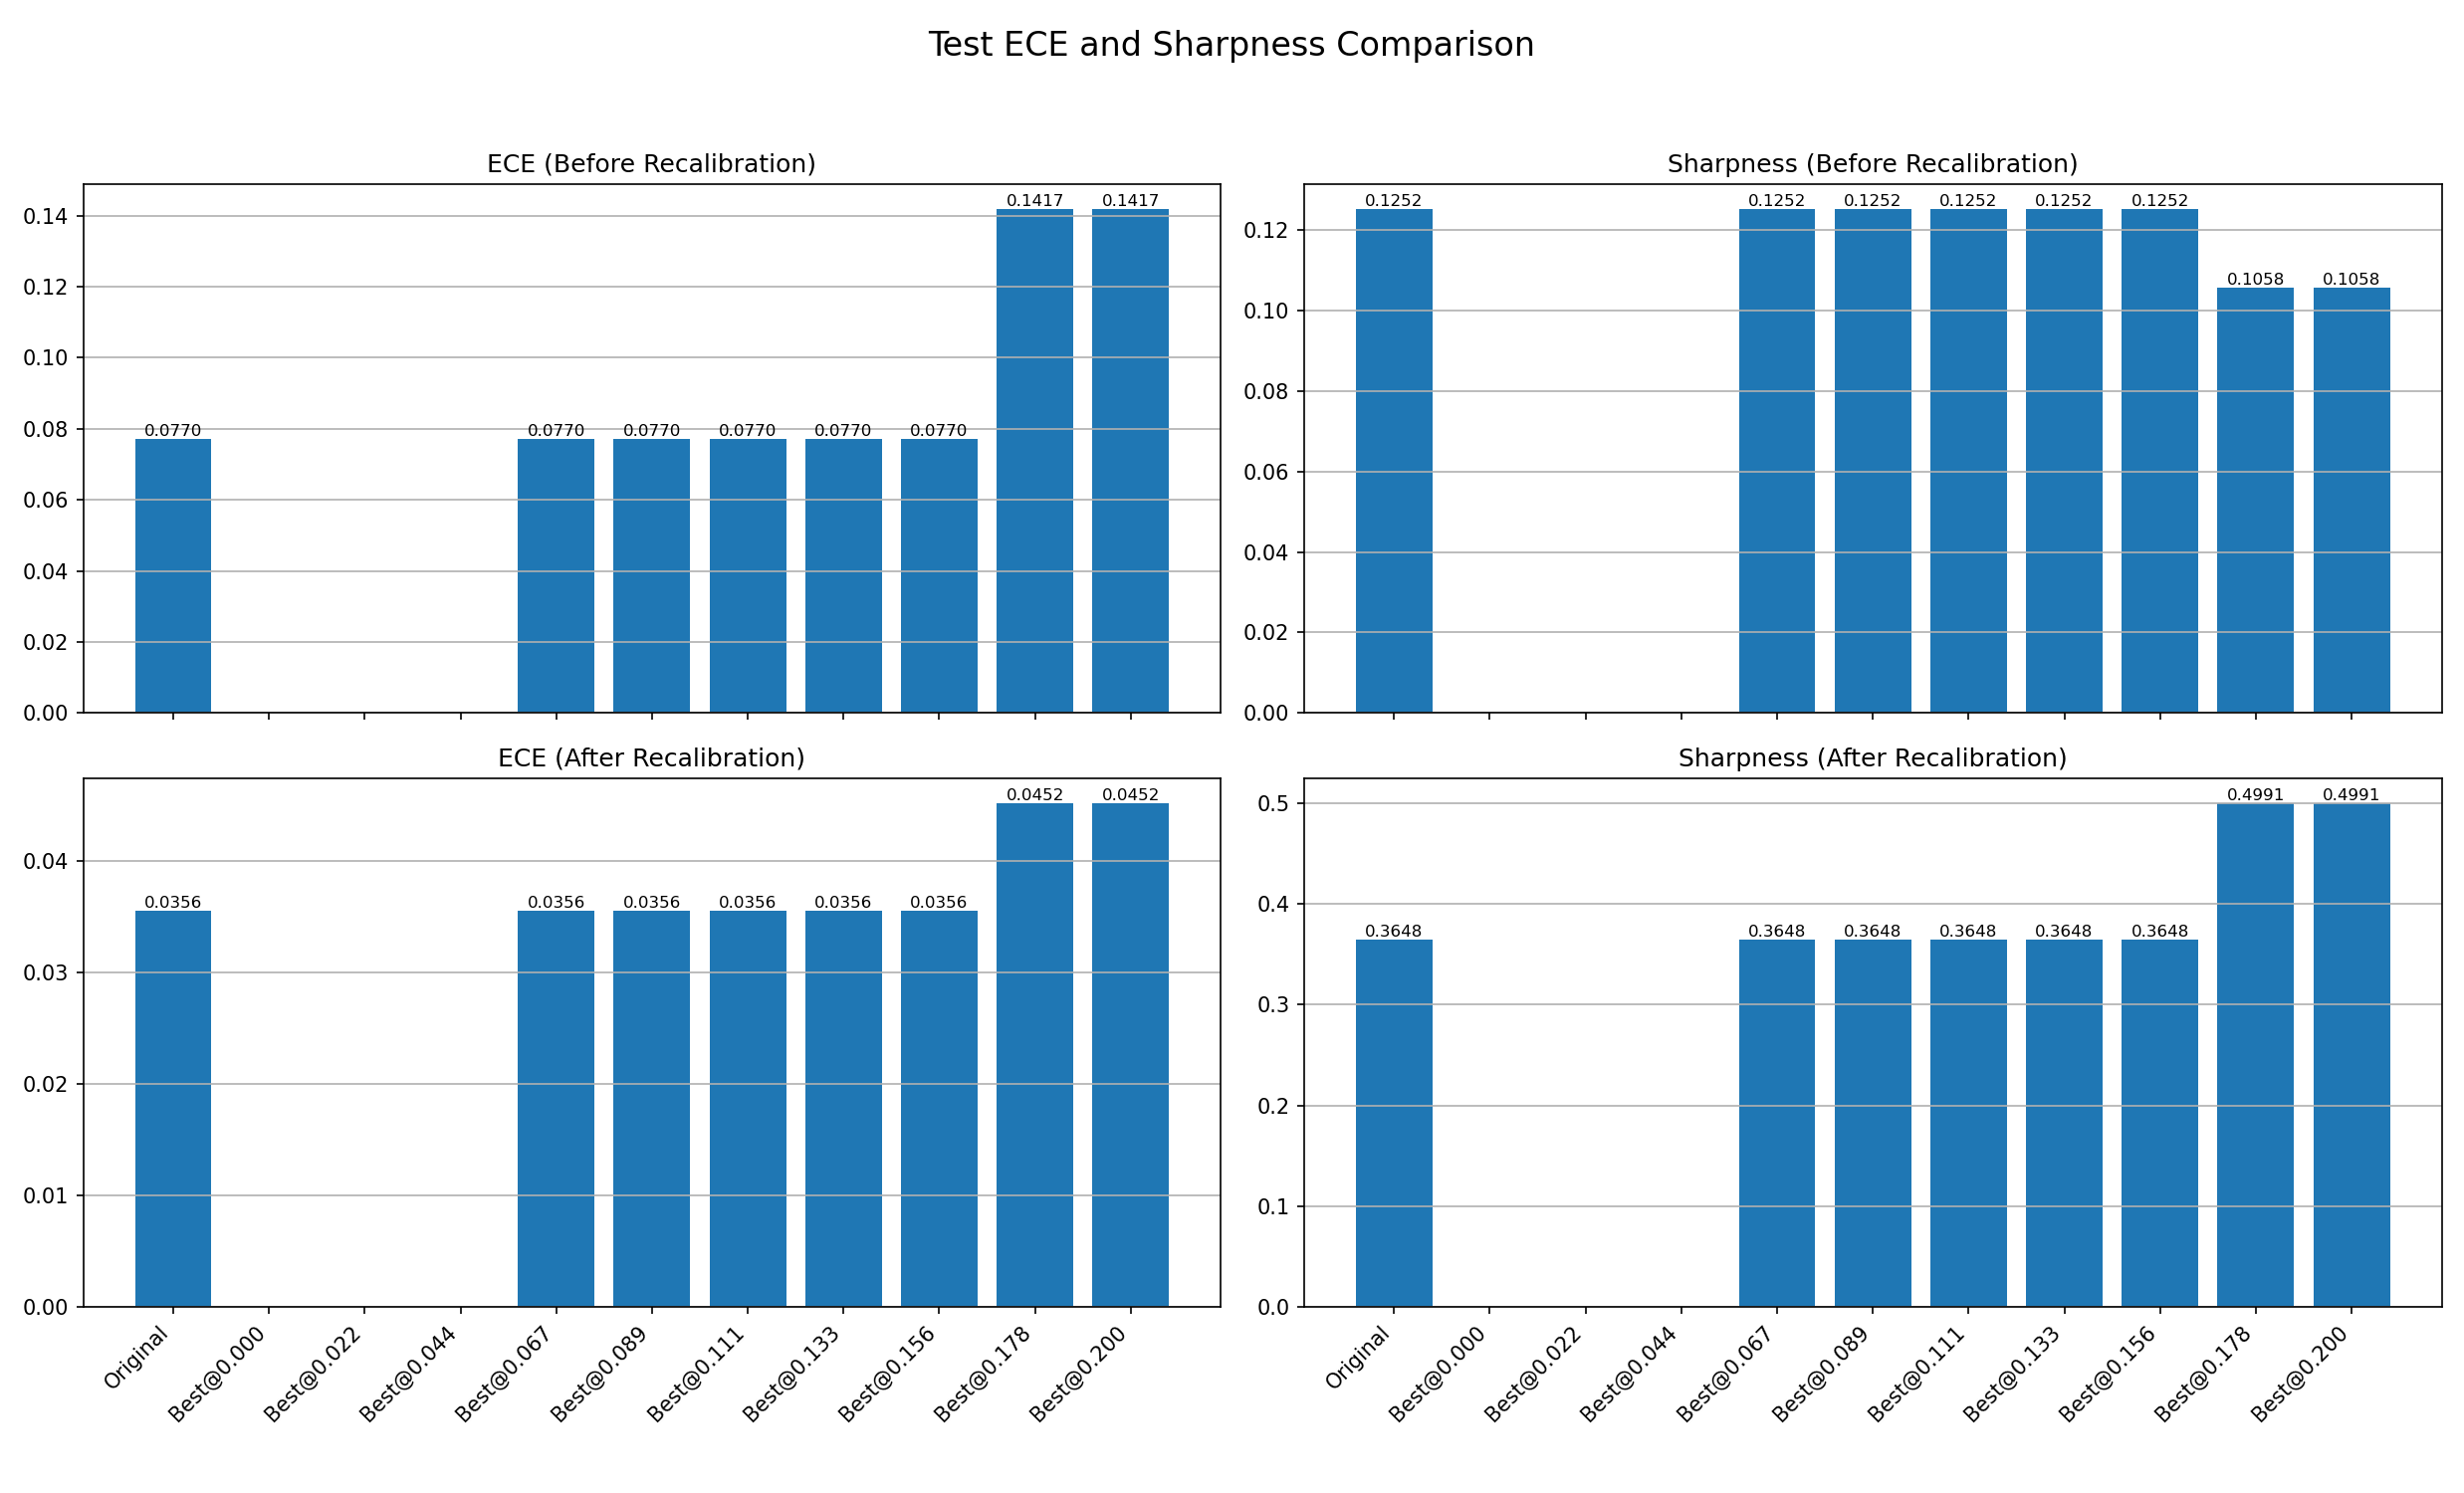 Test ECE and Sharpness Comparison
ECE (Before Recalibration)
0.14
0.12
0.10
0.08
0.06
0.04
0.02
0.00
0.0770
0.0770
0.0770
0.0770
0.0770
0.0770
0.1417
0.1417
Sharpness (Before Recalibration)
0.12
0.10
0.08
0.06
0.04
0.02
0.00
0.1252
0.1252
0.1252
0.1252
0.1252
0.1252
0.1058
0.1058
ECE (After Recalibration)
0.04
0.03
0.02
0.01
0.00
0.0356
0.0356
0.0356
0.0356
0.0356
0.0356
0.0452
0.0452
Original
Best@0.000
Best@0.022
Best@0.044
Best@0.067
Best@0.089
Best@0.111
Best@0.133
Best@0.156
Best@0.178
Best@0.200
Sharpness (After Recalibration)
0.5
0.4
0.3
0.2
0.1
0.0
0.3648
0.3648
0.3648
0.3648
0.3648
0.3648
0.4991
0.4991
Original
Best@0.000
Best@0.022
Best@0.044
Best@0.067
Best@0.089
Best@0.111
Best@0.133
Best@0.156
Best@0.178
Best@0.200